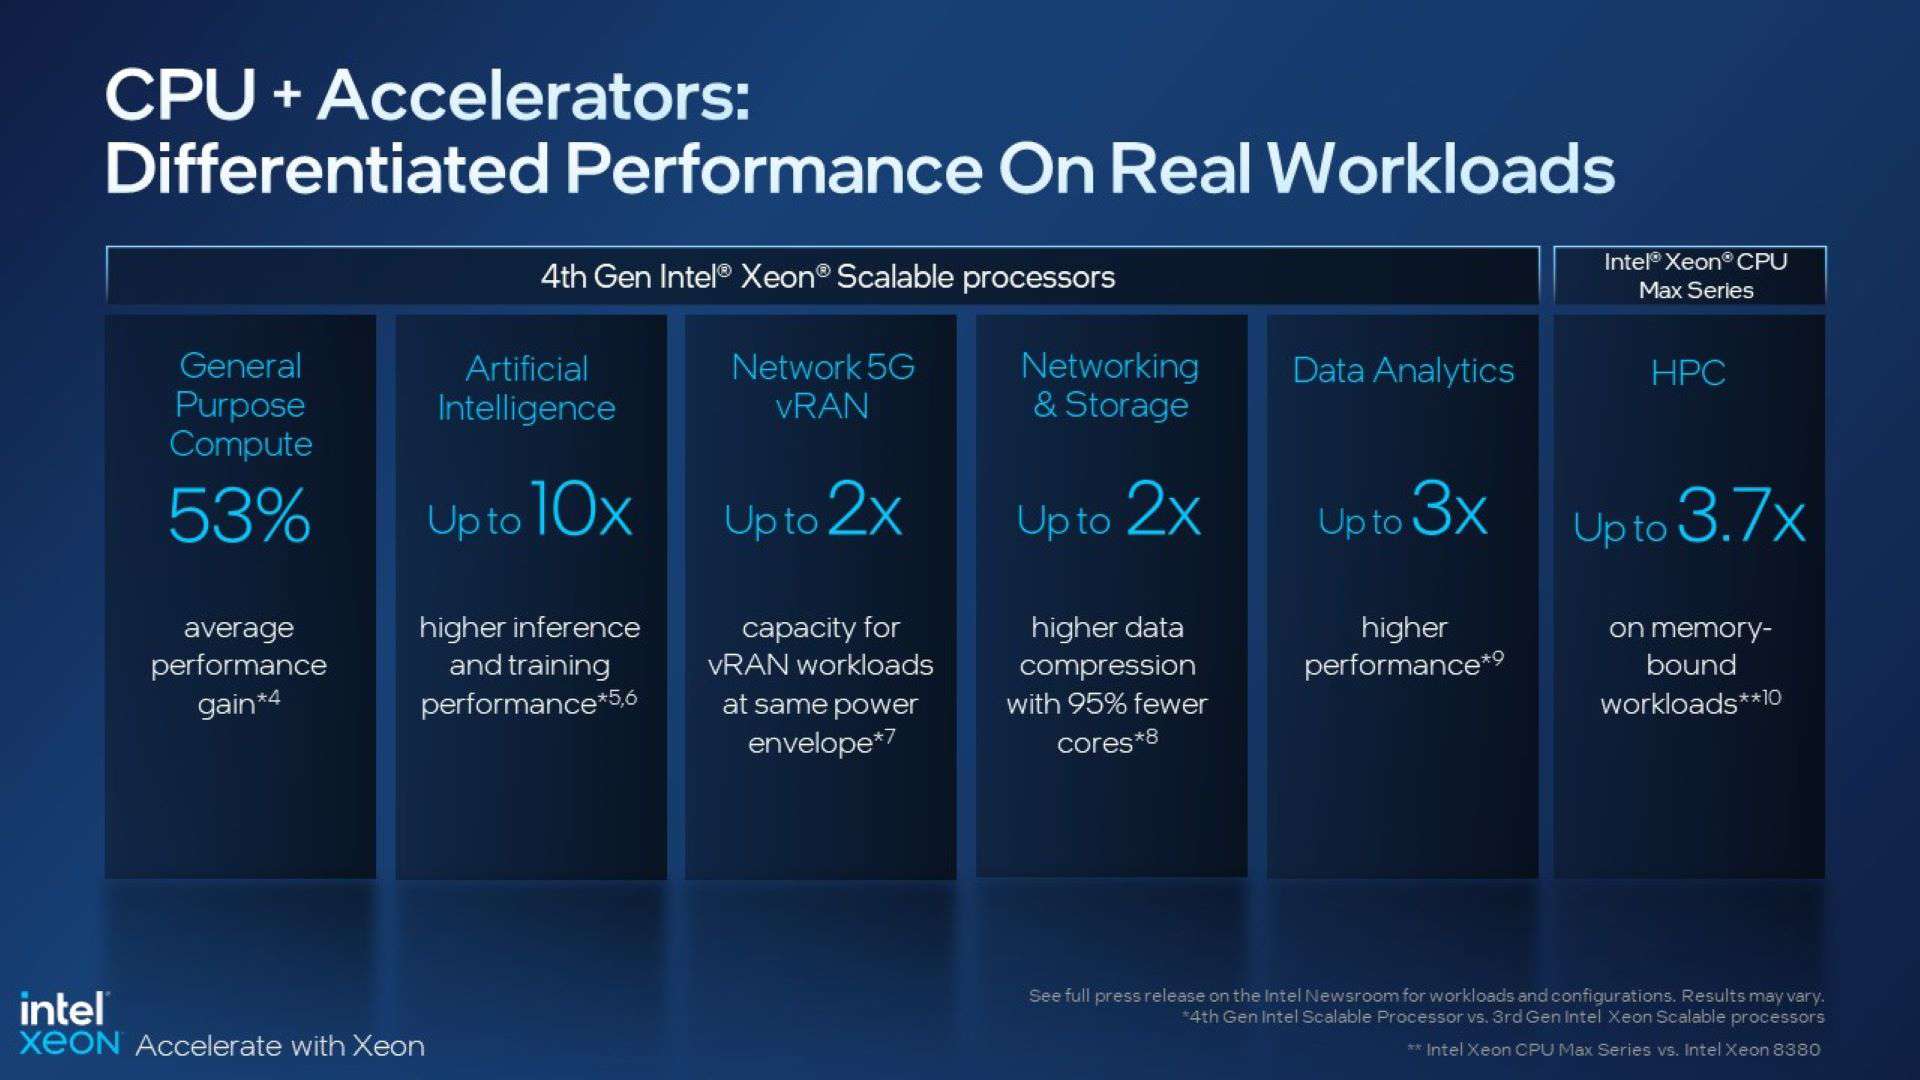 CPU + Accelerators:
Differentiated Performance On Real Workloads
4th Gen Intel® Xeon® Scalable processors
Intel® Xeon® CPU
Max Series
General
Purpose
Compute
53%
average
performance
gain*4
Artificial
Intelligence
Up to 10x
higher inference
and training
performance*5,6
Network 5G
vRAN
Up to 2x
capacity for
vRAN workloads
at same power
envelope*7
Networking
& Storage
Up to 2x
higher data
compression
with 95% fewer
cores*8
Data Analytics
Up to 3x
higher
performance*9
HPC
Up to 3.7x
on memory-
bound
workloads**10
intel
xeon
Accelerate with Xeon
See full press release on the Intel Newsroom for workloads and configurations. Results may vary.
*4th Gen Intel Scalable Processor vs. 3rd Gen Intel Xeon Scalable processors
** Intel Xeon CPU Max Series vs. Intel Xeon 8380